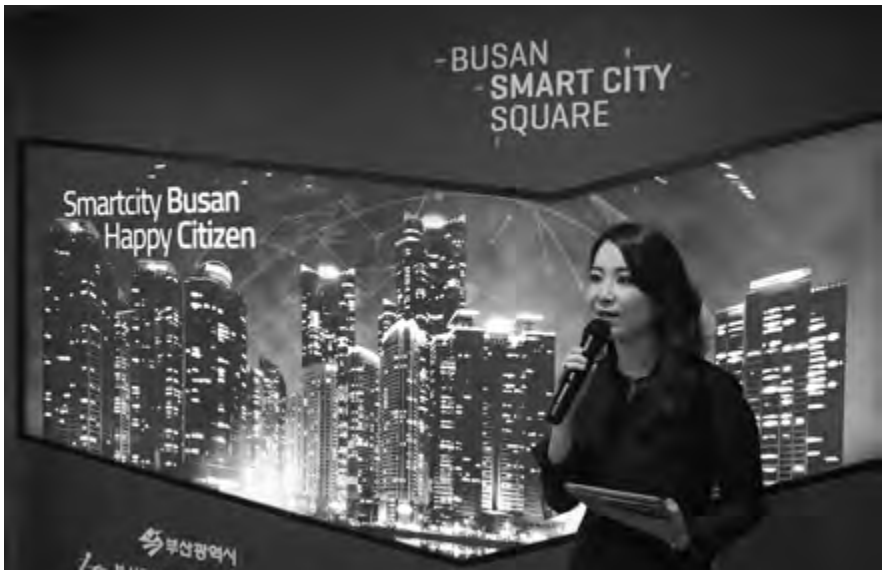 -BUSAN
-SMART CITY-
SQUARE
Smartcity Busan
Happy Citizen
부산광역시